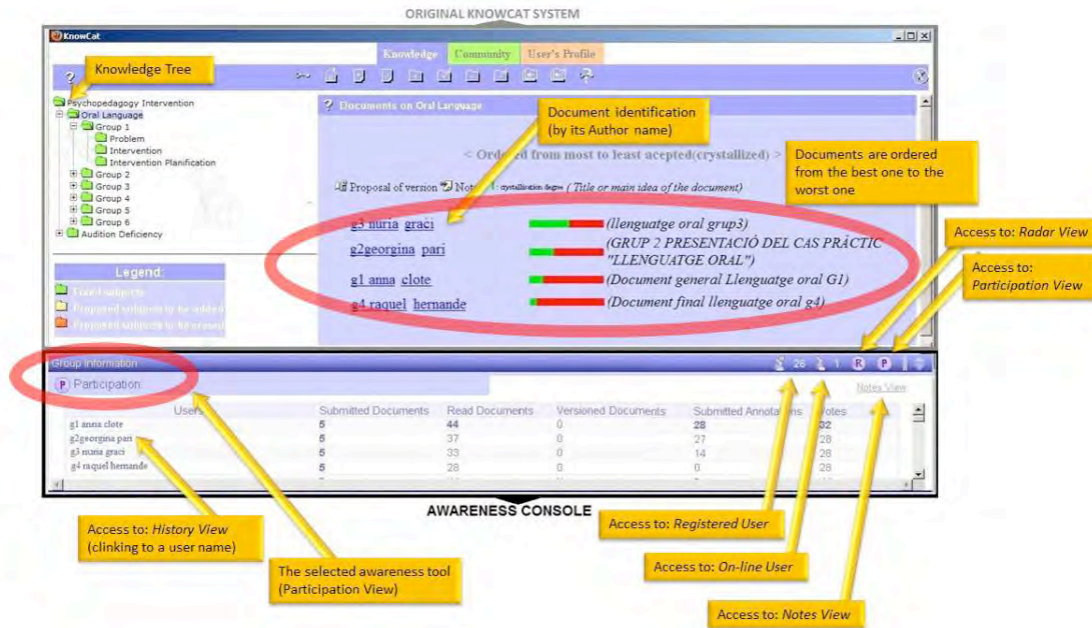 ORIGINAL KNOWCAT SYSTEM
KnowCat
Knowledge Community User's Profile
?
Knowledge Tree
Psychopedagogy Intervention
Oral Language
Group 1
Problem
Intervention
Intervention Planification
Group 2
Group 3
Group 4
Group 5
Group 6
Audition Deficiency
Legend:
? Documents on Oral Language
Document Identification
(by its Author name)
< Ordered from most to least acepted(crystallized) >
Documents are ordered
from the best one to the
worst one
Proposal of version Note : crystallization degree ( Title or main idea of the document)
g3 nuria graci (llenguatge oral grup3)
g2georgina pari (GRUP 2 PRESENTACIÓ DEL CAS PRÀCTIC
"LLENGUATGE ORAL")
g1 anna clote (Document general Llenguatge oral G1)
g4 raquel hernande (Document final llenguatge oral g4)
Access to: Radar View
Access to:
Participation View
Group Information 26 1 R P
P Participation: Notes View
Users Submitted Documents Read Documents Versioned Documents Submitted Annotations Votes
g1 anna clote 5 44 0 28 32
g2georgina pari 5 37 0 27 28
g3 nuria graci 5 33 0 14 28
g4 raquel hernande 5 28 0 0 28
AWARENESS CONSOLE
Access to: History View
(clinking to a user name)
The selected awareness tool
(Participation View)
Access to: Registered User
Access to: On-line User
Access to: Notes View